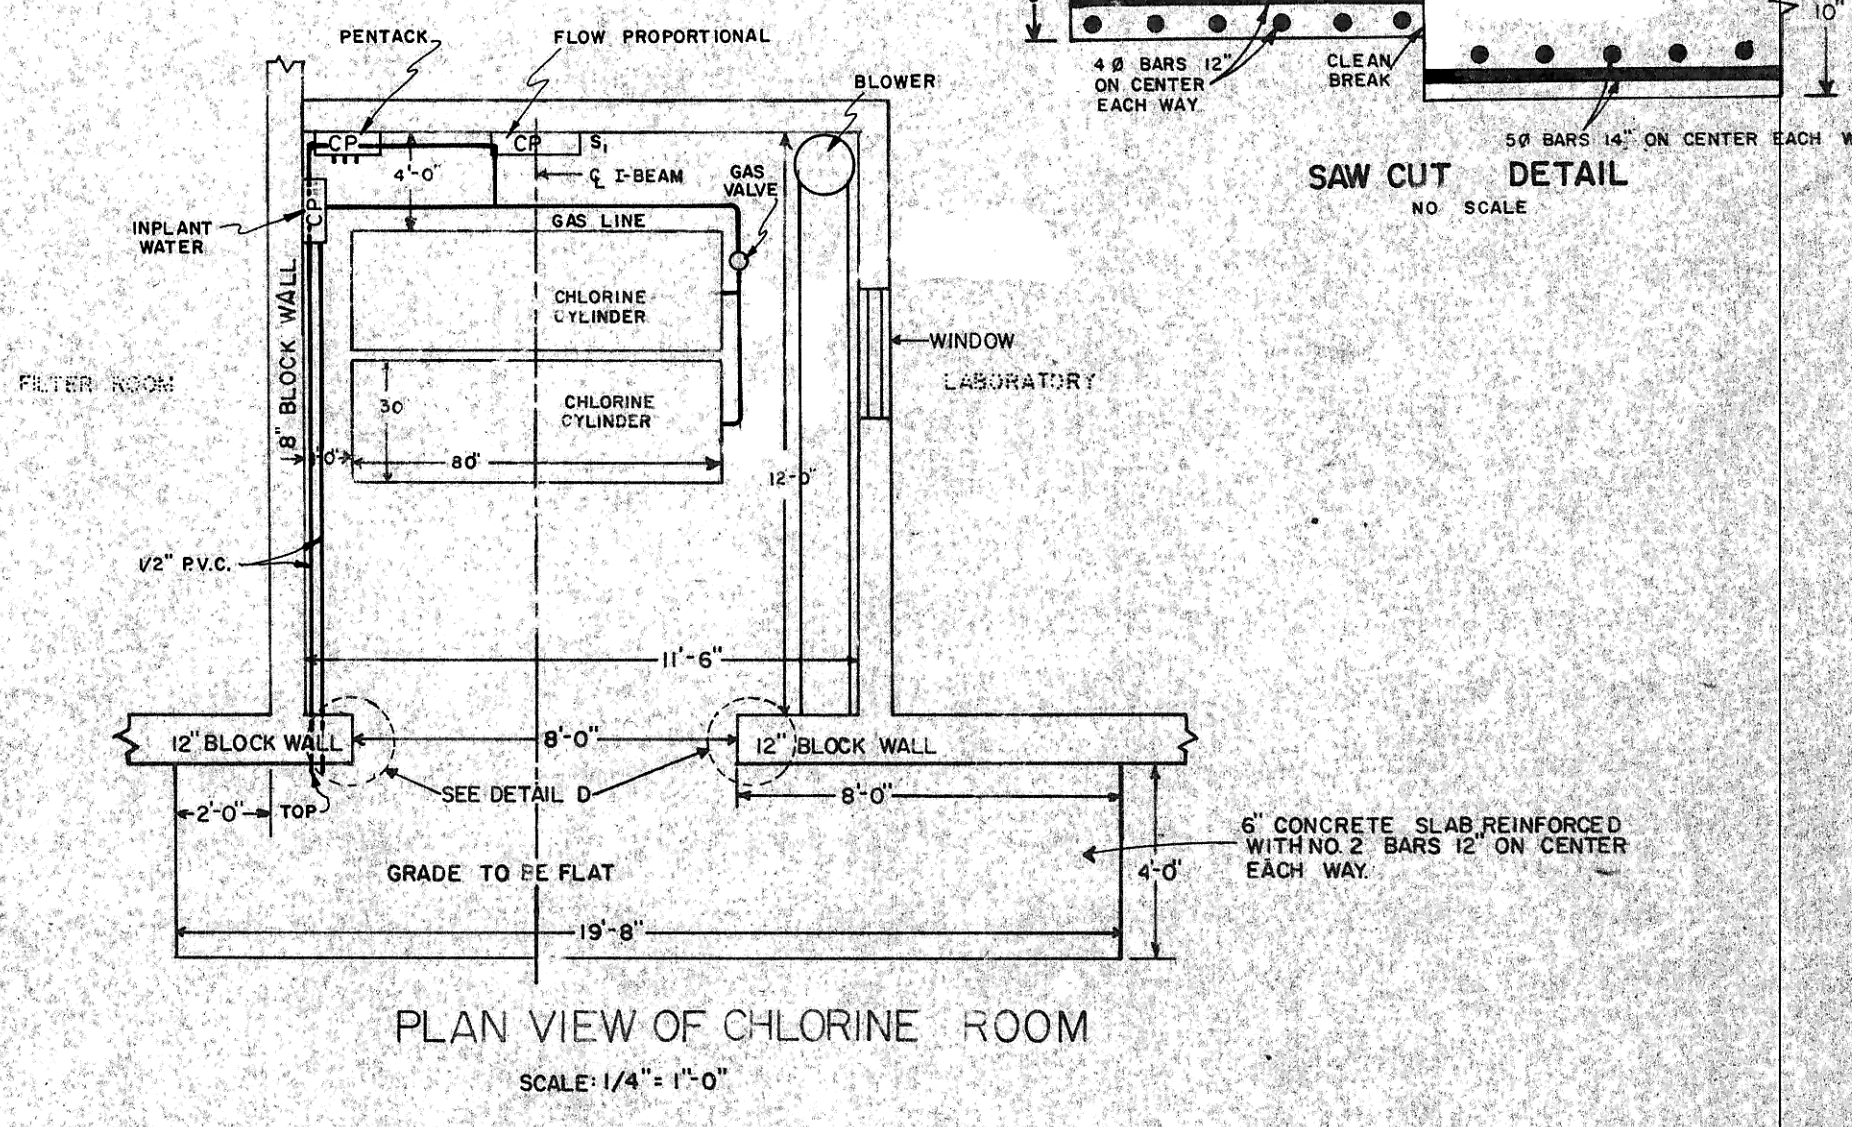 PENTACK
FLOW PROPORTIONAL
BLOWER
CP
CP
S1
4'-0"
℄ I-BEAM
GAS
VALVE
CP
INPLANT
WATER
GAS LINE
CHLORINE
CYLINDER
8" BLOCK WALL
WINDOW
FILTER ROOM
LABORATORY
30
CHLORINE
CYLINDER
80"
12'-0"
1/2" P.V.C.
11'-6"
12" BLOCK WALL
8'-0"
12" BLOCK WALL
SEE DETAIL D
8'-0"
2'-0"
TOP
GRADE TO BE FLAT
4'-0"
19'-8"
6" CONCRETE SLAB REINFORCED
WITH NO. 2 BARS 12" ON CENTER
EACH WAY.
PLAN VIEW OF CHLORINE ROOM
SCALE: 1/4" = 1"-0"
10"
4 Ø BARS 12"
ON CENTER
EACH WAY
CLEAN
BREAK
5Ø BARS 14" ON CENTER EACH W
SAW CUT DETAIL
NO SCALE